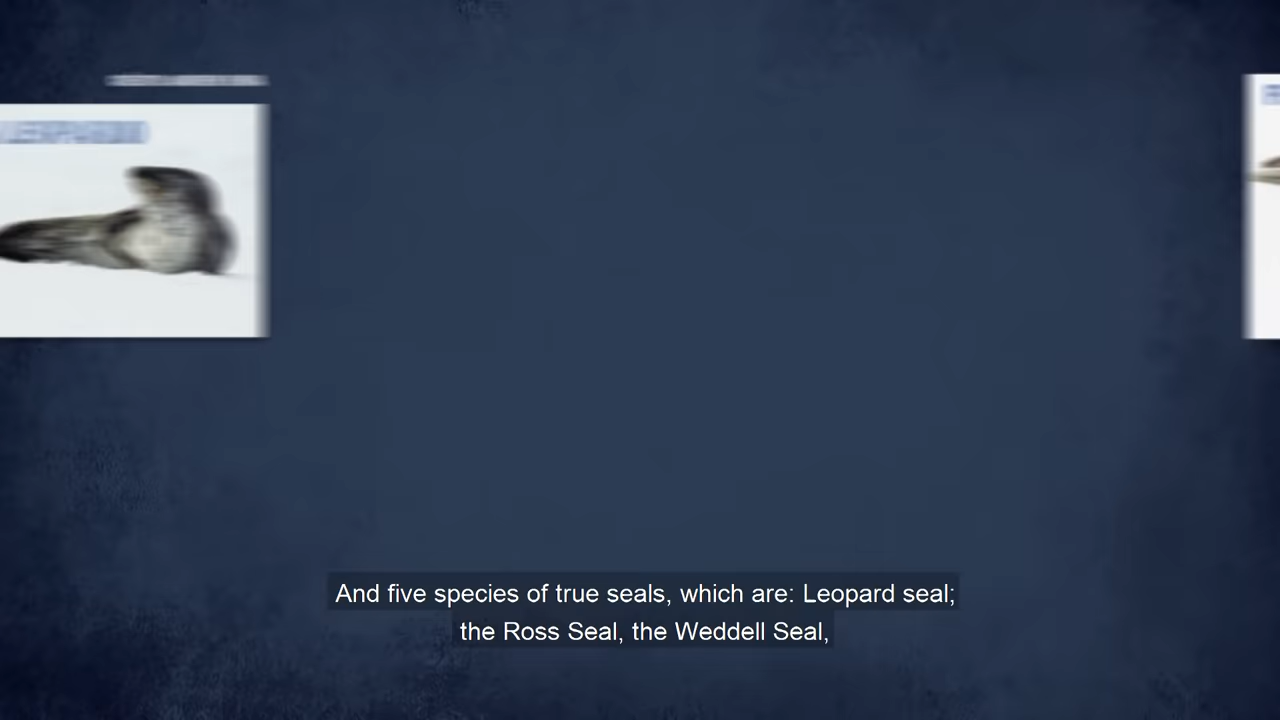 And five species of true seals, which are: Leopard seal;
the Ross Seal, the Weddell Seal,